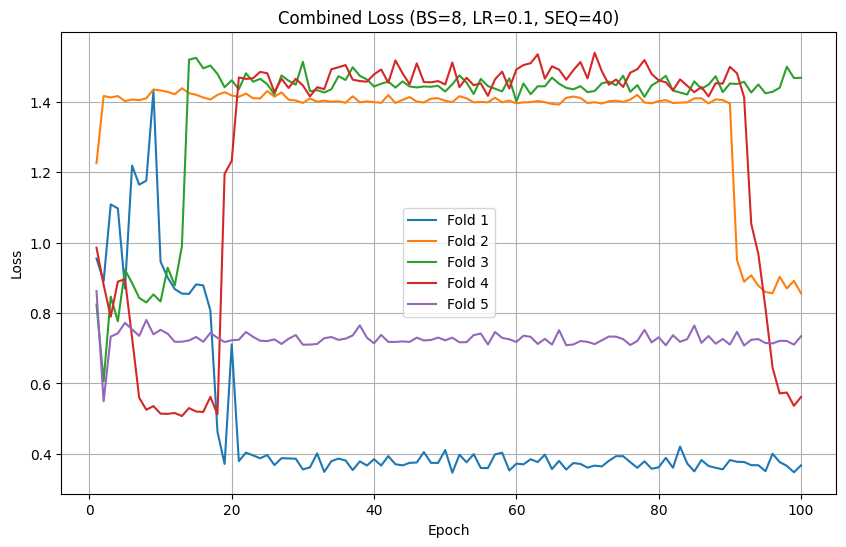 Combined Loss (BS=8, LR=0.1, SEQ=40)
Loss
1.4
1.2
1.0
0.8
0.6
0.4
Fold 1
Fold 2
Fold 3
Fold 4
Fold 5
0
20
40
60
80
100
Epoch